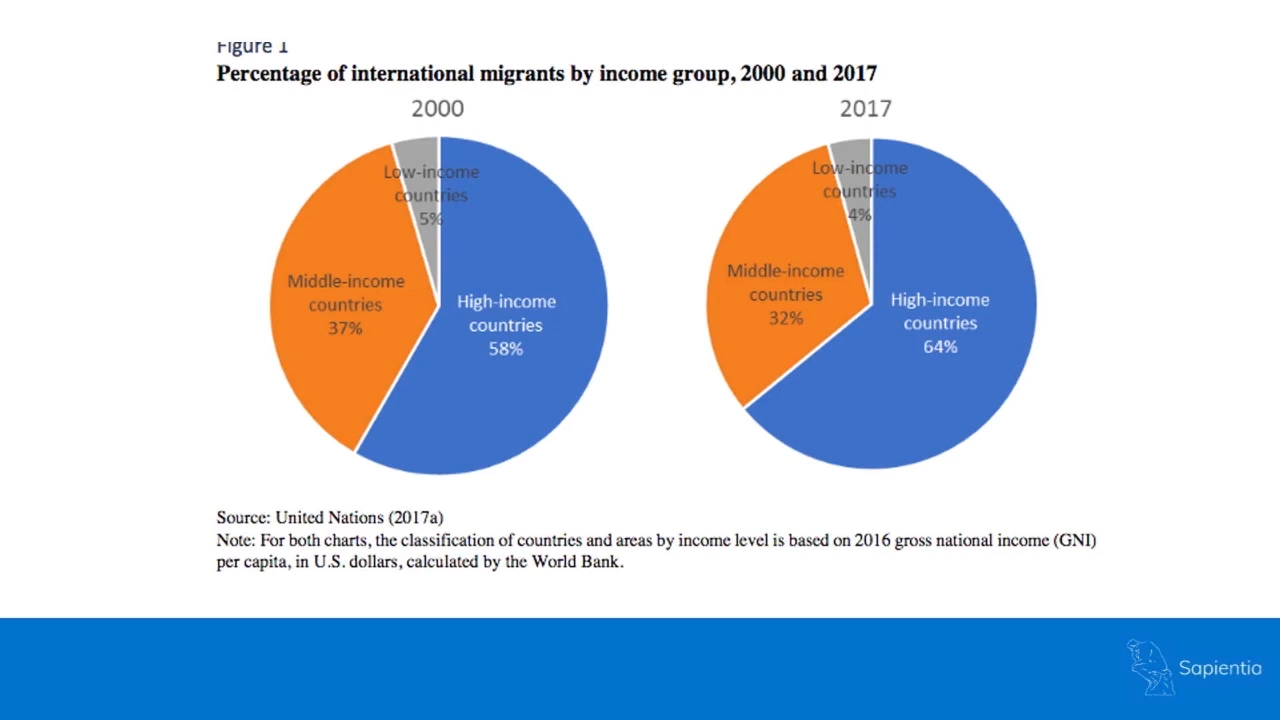 Figure 1
Percentage of international migrants by income group, 2000 and 2017
2000
Low-income
countries
5%
Middle-income
countries
37%
High-income
countries
58%
2017
Low-income
countries
4%
Middle-income
countries
32%
High-income
countries
64%
Source: United Nations (2017a)
Note: For both charts, the classification of countries and areas by income level is based on 2016 gross national income (GNI)
per capita, in U.S. dollars, calculated by the World Bank.
Sapientia